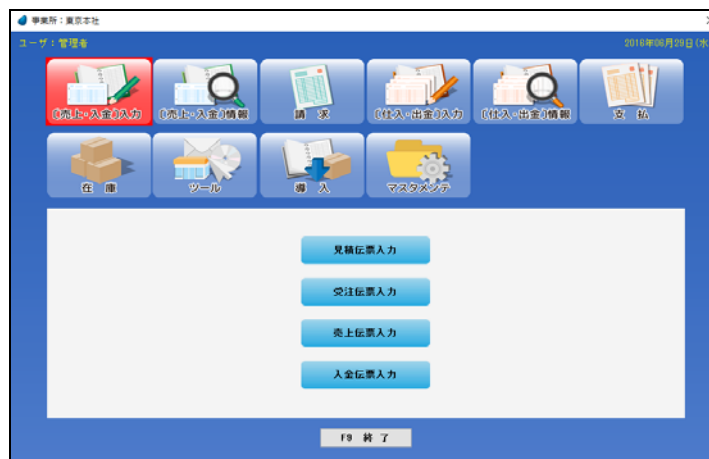 事業所：東京本社
ユーザ：管理者
2016年06月29日(水
[売上・入金]入力
[売上・入金]情報
請 求
[仕入・出金]入力
[仕入・出金]情報
支 払
在 庫
ツール
導 入
マスタメンテ
見積伝票入力
受注伝票入力
売上伝票入力
入金伝票入力
F9 終 了